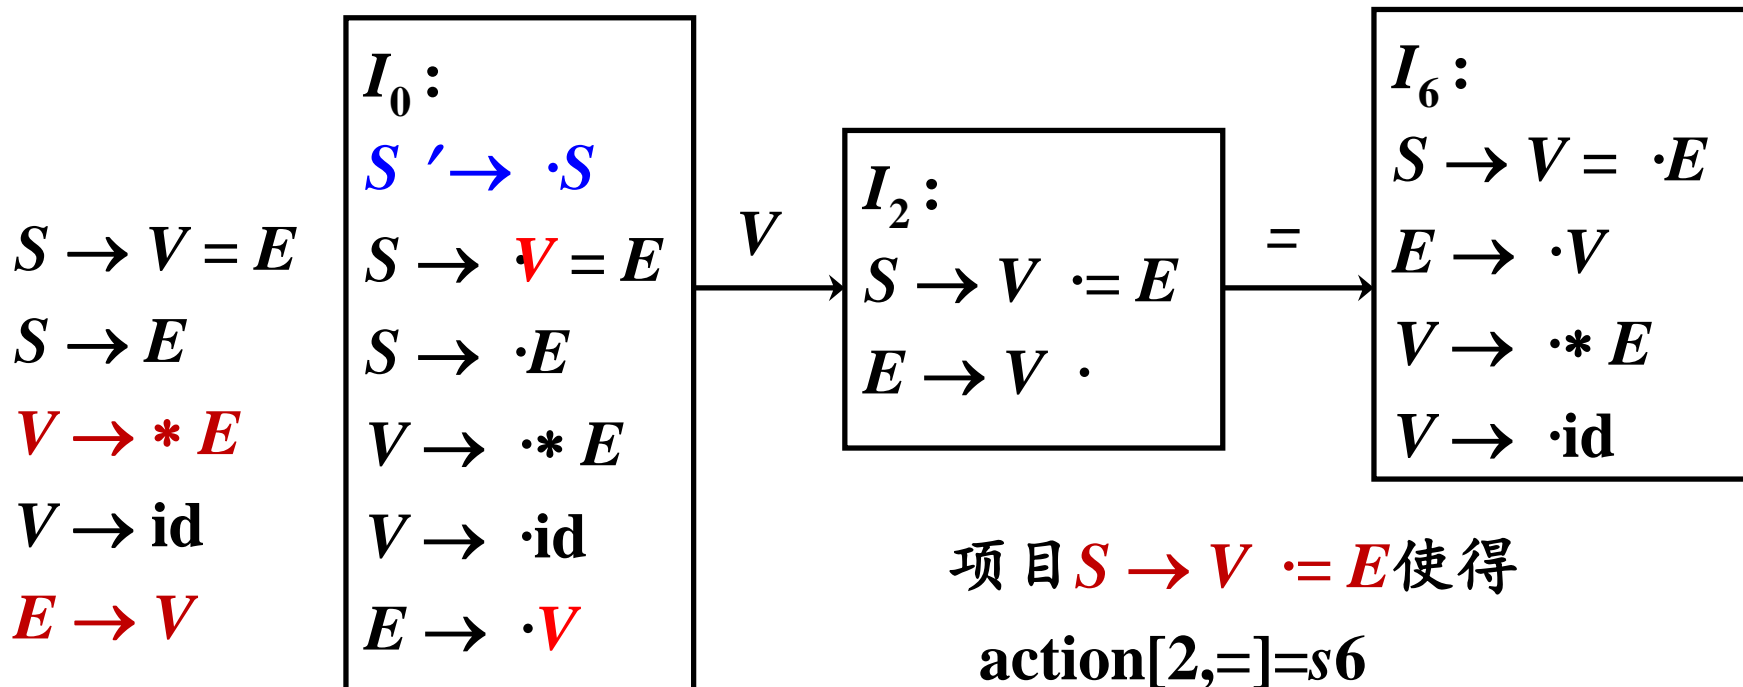 S → V = E
S → E
V → * E
V → id
E → V
I₀ :
S ′ → ·S
S → ·V = E
S → ·E
V → ·* E
V → ·id
E → ·V
V
I₂ :
S → V ·= E
E → V ·
=
I₆ :
S → V = ·E
E → ·V
V → ·* E
V → ·id
项目S → V ·= E使得
action[2,=]=s6